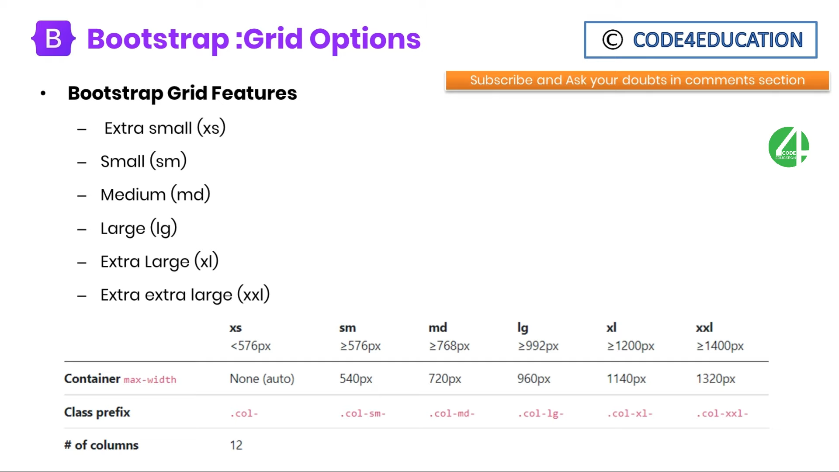 B Bootstrap :Grid Options
© CODE4EDUCATION
Subscribe and Ask your doubts in comments section
• Bootstrap Grid Features
– Extra small (xs)
– Small (sm)
– Medium (md)
– Large (lg)
– Extra Large (xl)
– Extra extra large (xxl)
4
CODE
xs sm md lg xl xxl
<576px ≥576px ≥768px ≥992px ≥1200px ≥1400px
Container max-width None (auto) 540px 720px 960px 1140px 1320px
Class prefix .col- .col-sm- .col-md- .col-lg- .col-xl- .col-xxl-
# of columns 12